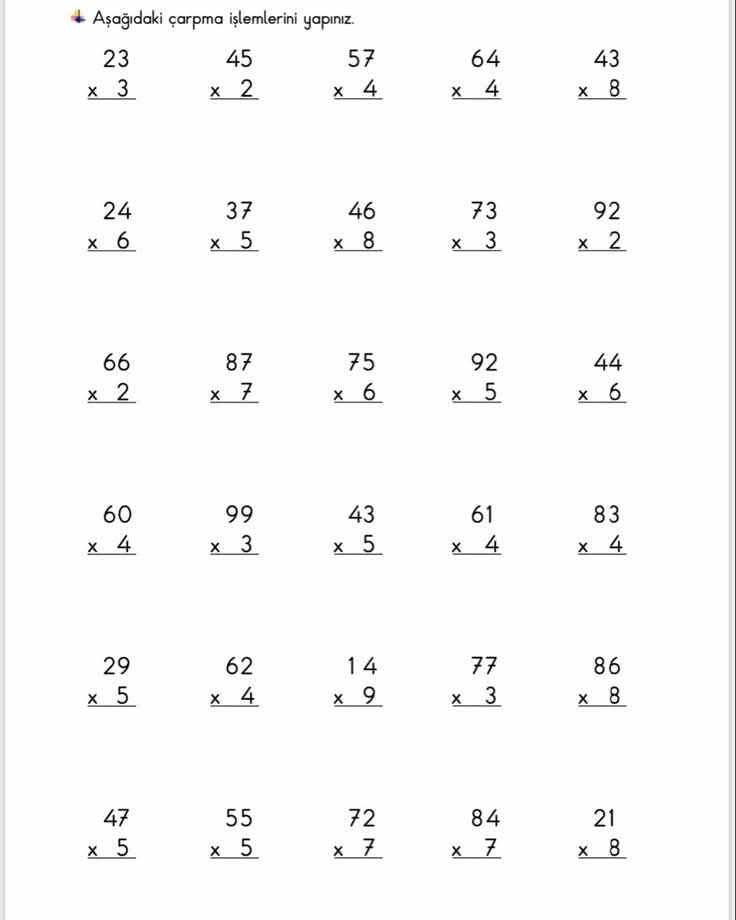 Aşağıdaki çarpma işlemlerini yapınız.
23 45 57 64 43
x 3 x 2 x 4 x 4 x 8
24 37 46 73 92
x 6 x 5 x 8 x 3 x 2
66 87 75 92 44
x 2 x 7 x 6 x 5 x 6
60 99 43 61 83
x 4 x 3 x 5 x 4 x 4
29 62 14 77 86
x 5 x 4 x 9 x 3 x 8
47 55 72 84 21
x 5 x 5 x 7 x 7 x 8